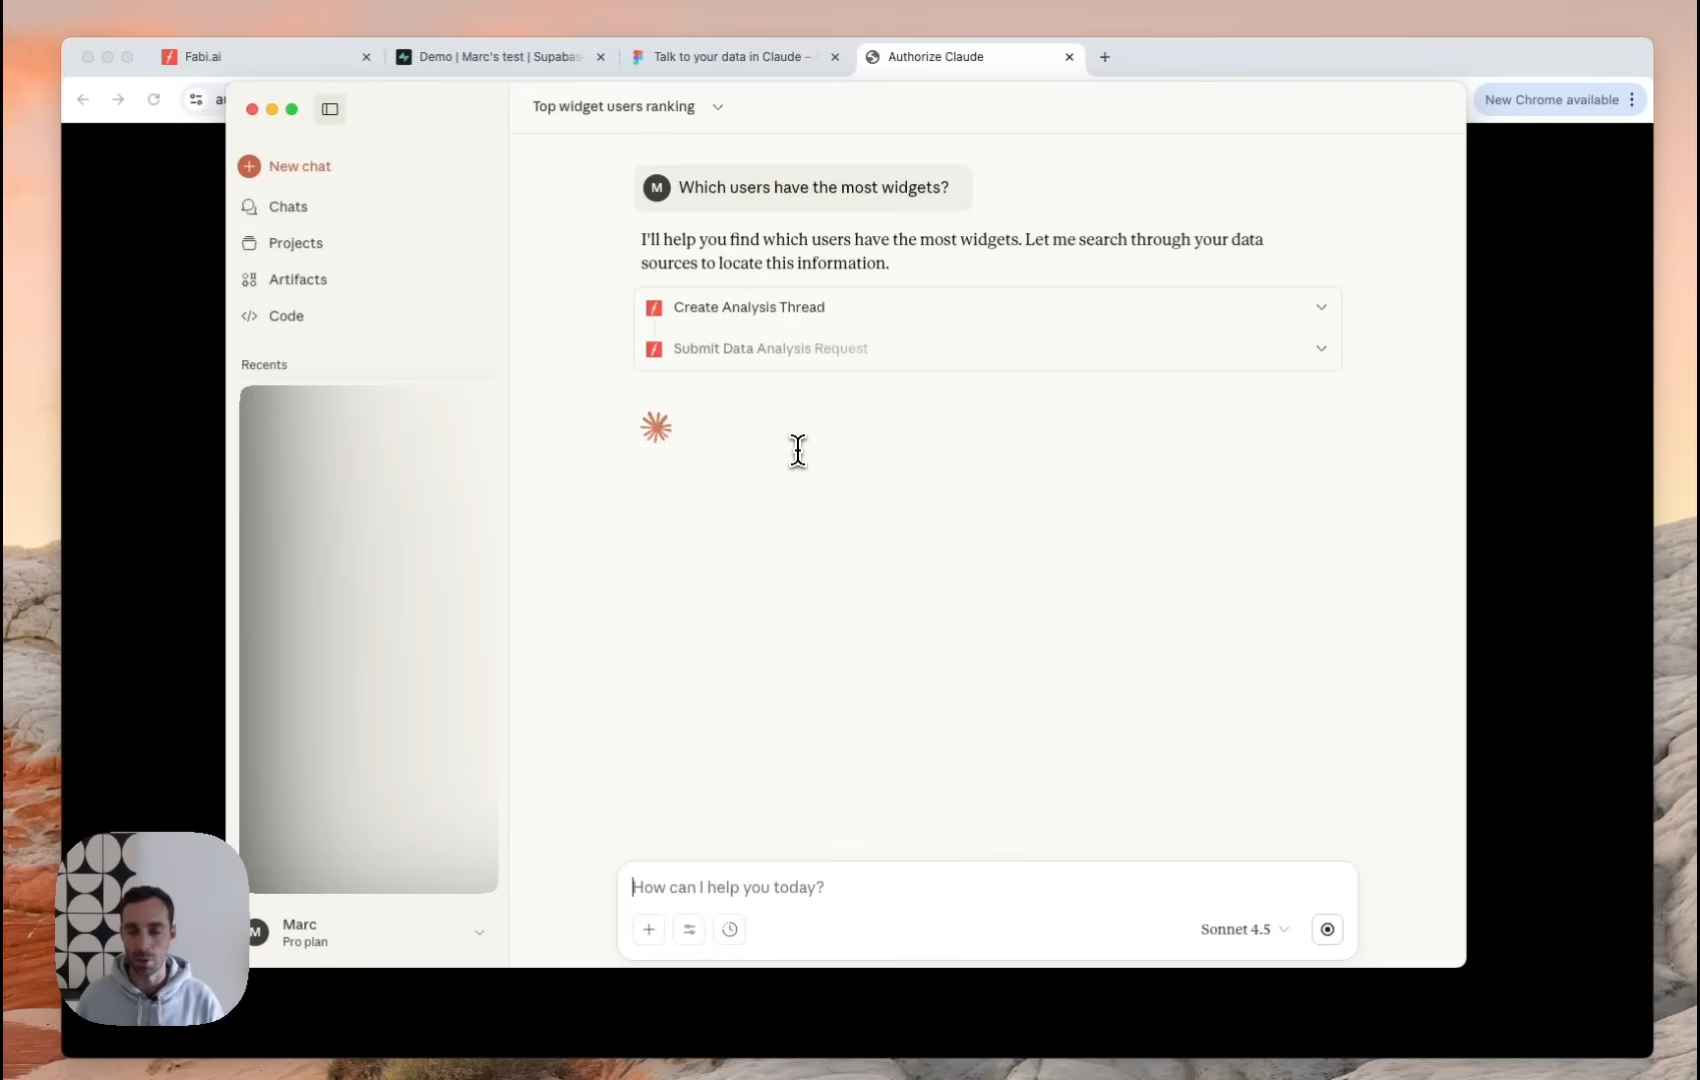 Fabi.ai
Demo | Marc's test | Supabas
Talk to your data in Claude –
Authorize Claude
New Chrome available
Top widget users ranking
New chat
Chats
Projects
Artifacts
Code
Recents
M Which users have the most widgets?
I'll help you find which users have the most widgets. Let me search through your data
sources to locate this information.
Create Analysis Thread
Submit Data Analysis Request
How can I help you today?
Sonnet 4.5
M
Marc
Pro plan